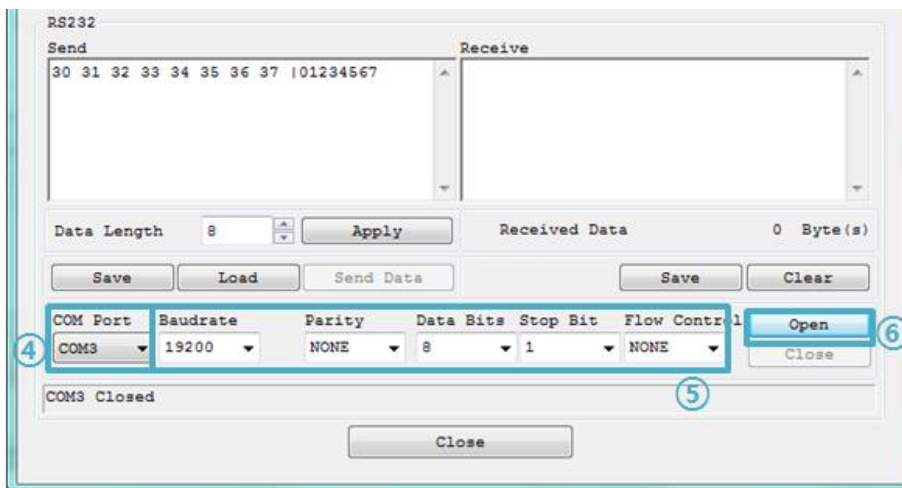 RS232
Send Receive
30 31 32 33 34 35 36 37 |01234567
Data Length 8 Apply Received Data 0 Byte(s)
Save Load Send Data Save Clear
COM Port Baudrate Parity Data Bits Stop Bit Flow Control Open
④ COM3 19200 NONE 8 1 NONE Close ⑥
⑤
COM3 Closed
Close